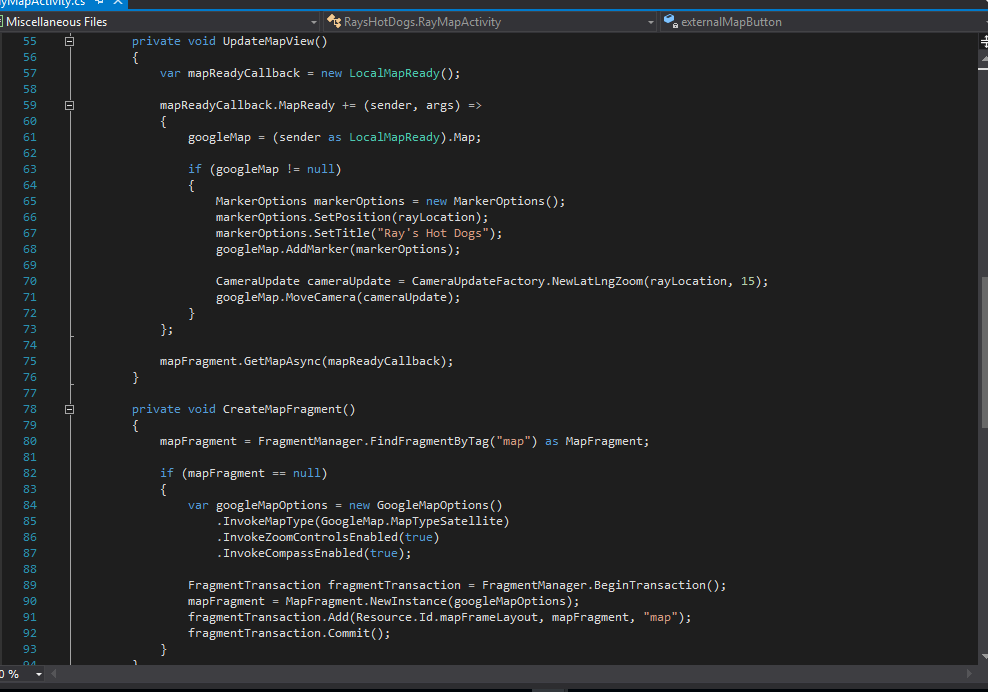 ayMapActivity.cs
Miscellaneous Files RaysHotDogs.RayMapActivity externalMapButton
55 private void UpdateMapView()
56 {
57 var mapReadyCallback = new LocalMapReady();
58
59 mapReadyCallback.MapReady += (sender, args) =>
60 {
61 googleMap = (sender as LocalMapReady).Map;
62
63 if (googleMap != null)
64 {
65 MarkerOptions markerOptions = new MarkerOptions();
66 markerOptions.SetPosition(rayLocation);
67 markerOptions.SetTitle("Ray's Hot Dogs");
68 googleMap.AddMarker(markerOptions);
69
70 CameraUpdate cameraUpdate = CameraUpdateFactory.NewLatLngZoom(rayLocation, 15);
71 googleMap.MoveCamera(cameraUpdate);
72 }
73 };
74
75 mapFragment.GetMapAsync(mapReadyCallback);
76 }
77
78 private void CreateMapFragment()
79 {
80 mapFragment = FragmentManager.FindFragmentByTag("map") as MapFragment;
81
82 if (mapFragment == null)
83 {
84 var googleMapOptions = new GoogleMapOptions()
85 .InvokeMapType(GoogleMap.MapTypeSatellite)
86 .InvokeZoomControlsEnabled(true)
87 .InvokeCompassEnabled(true);
88
89 FragmentTransaction fragmentTransaction = FragmentManager.BeginTransaction();
90 mapFragment = MapFragment.NewInstance(googleMapOptions);
91 fragmentTransaction.Add(Resource.Id.mapFrameLayout, mapFragment, "map");
92 fragmentTransaction.Commit();
93 }
94 }
0 %